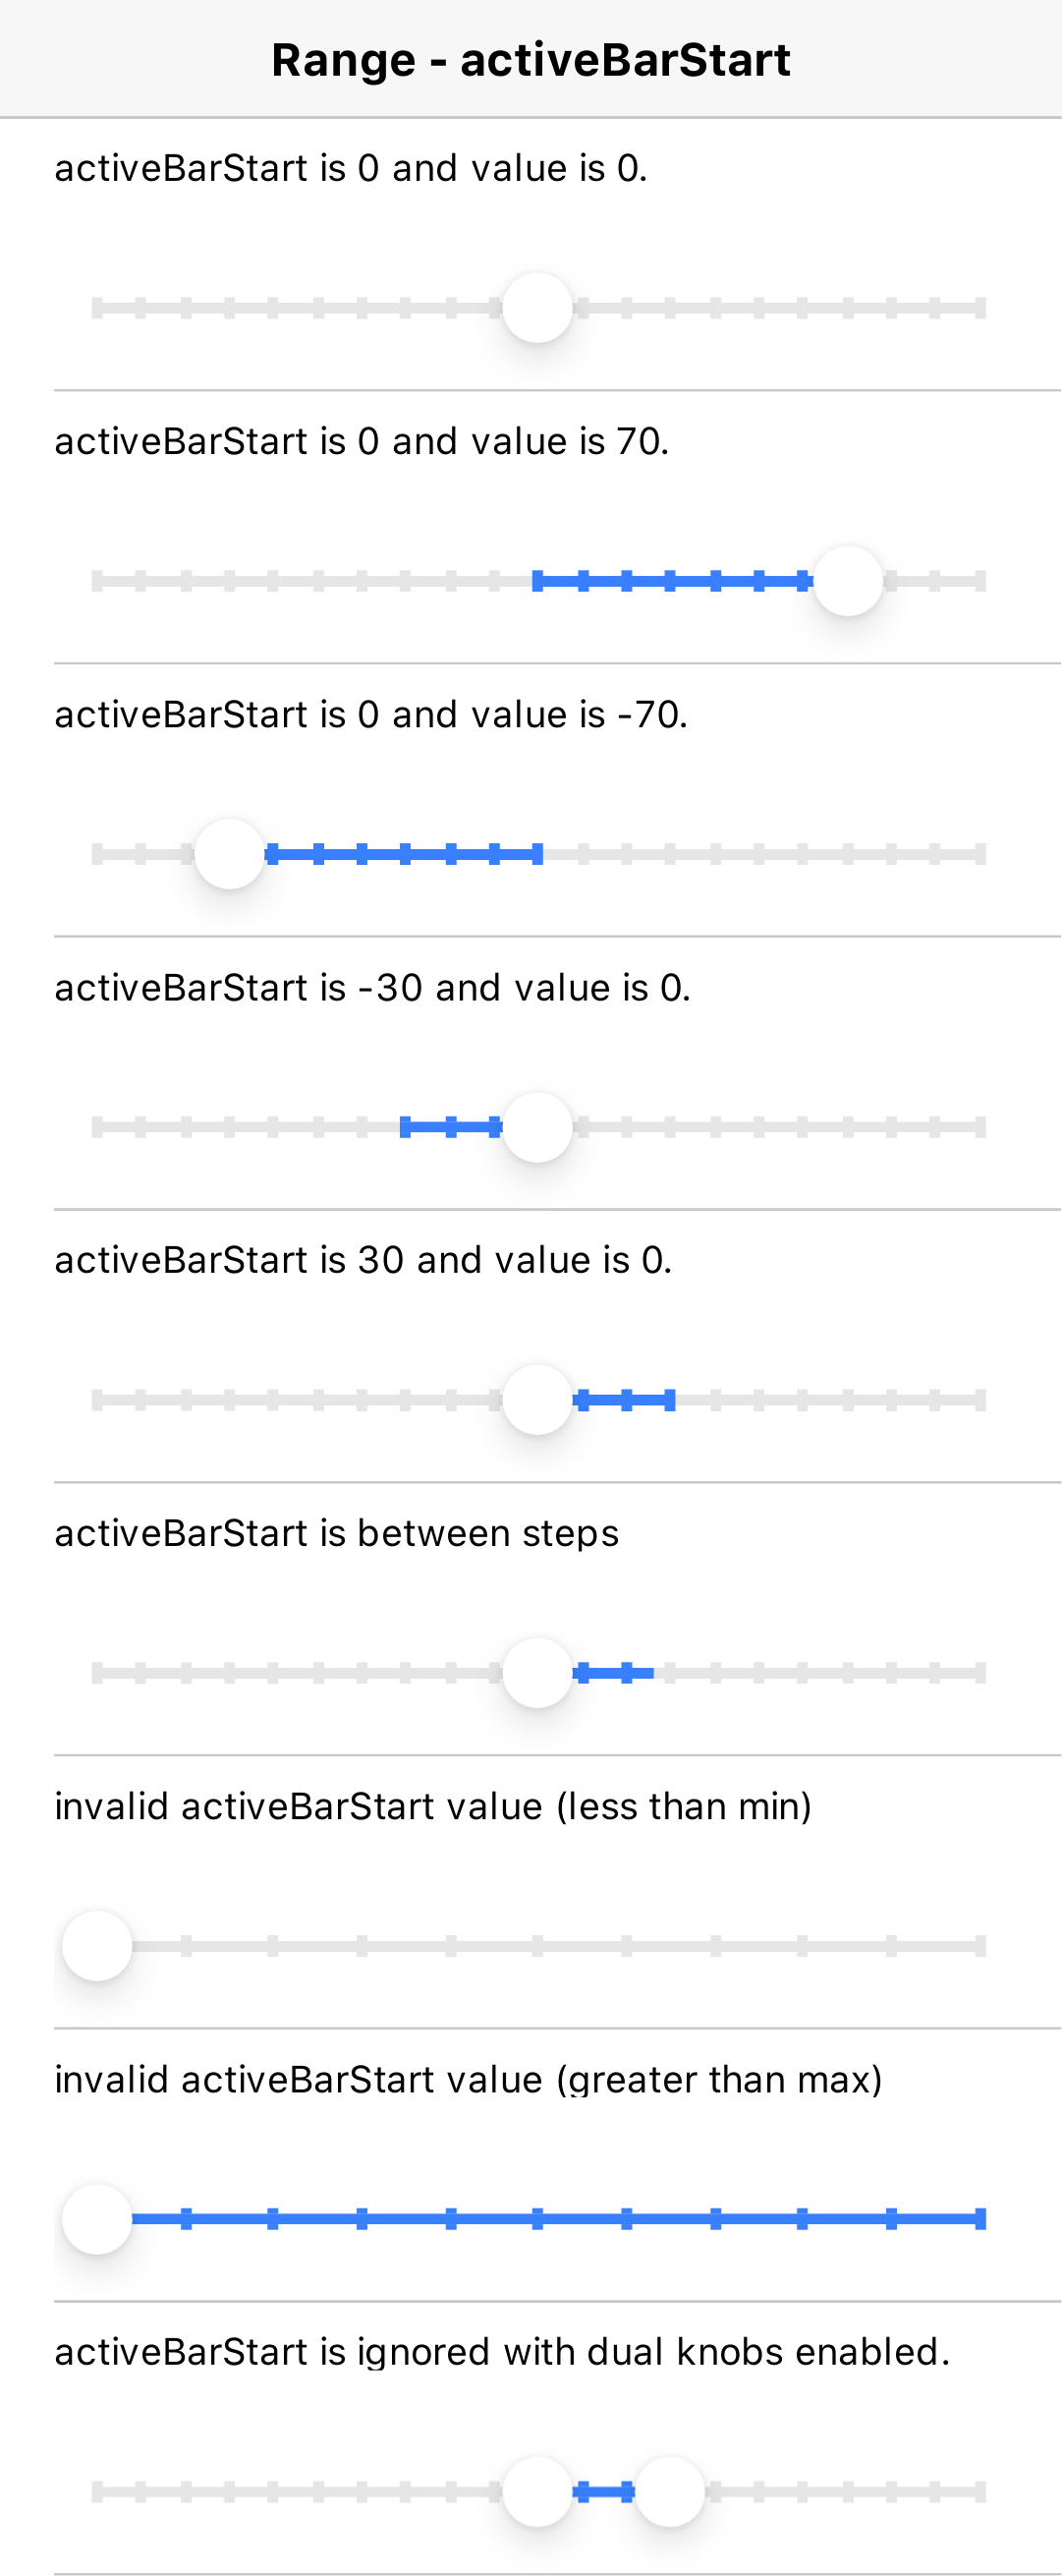 Range - activeBarStart
activeBarStart is 0 and value is 0.
activeBarStart is 0 and value is 70.
activeBarStart is 0 and value is -70.
activeBarStart is -30 and value is 0.
activeBarStart is 30 and value is 0.
activeBarStart is between steps
invalid activeBarStart value (less than min)
invalid activeBarStart value (greater than max)
activeBarStart is ignored with dual knobs enabled.